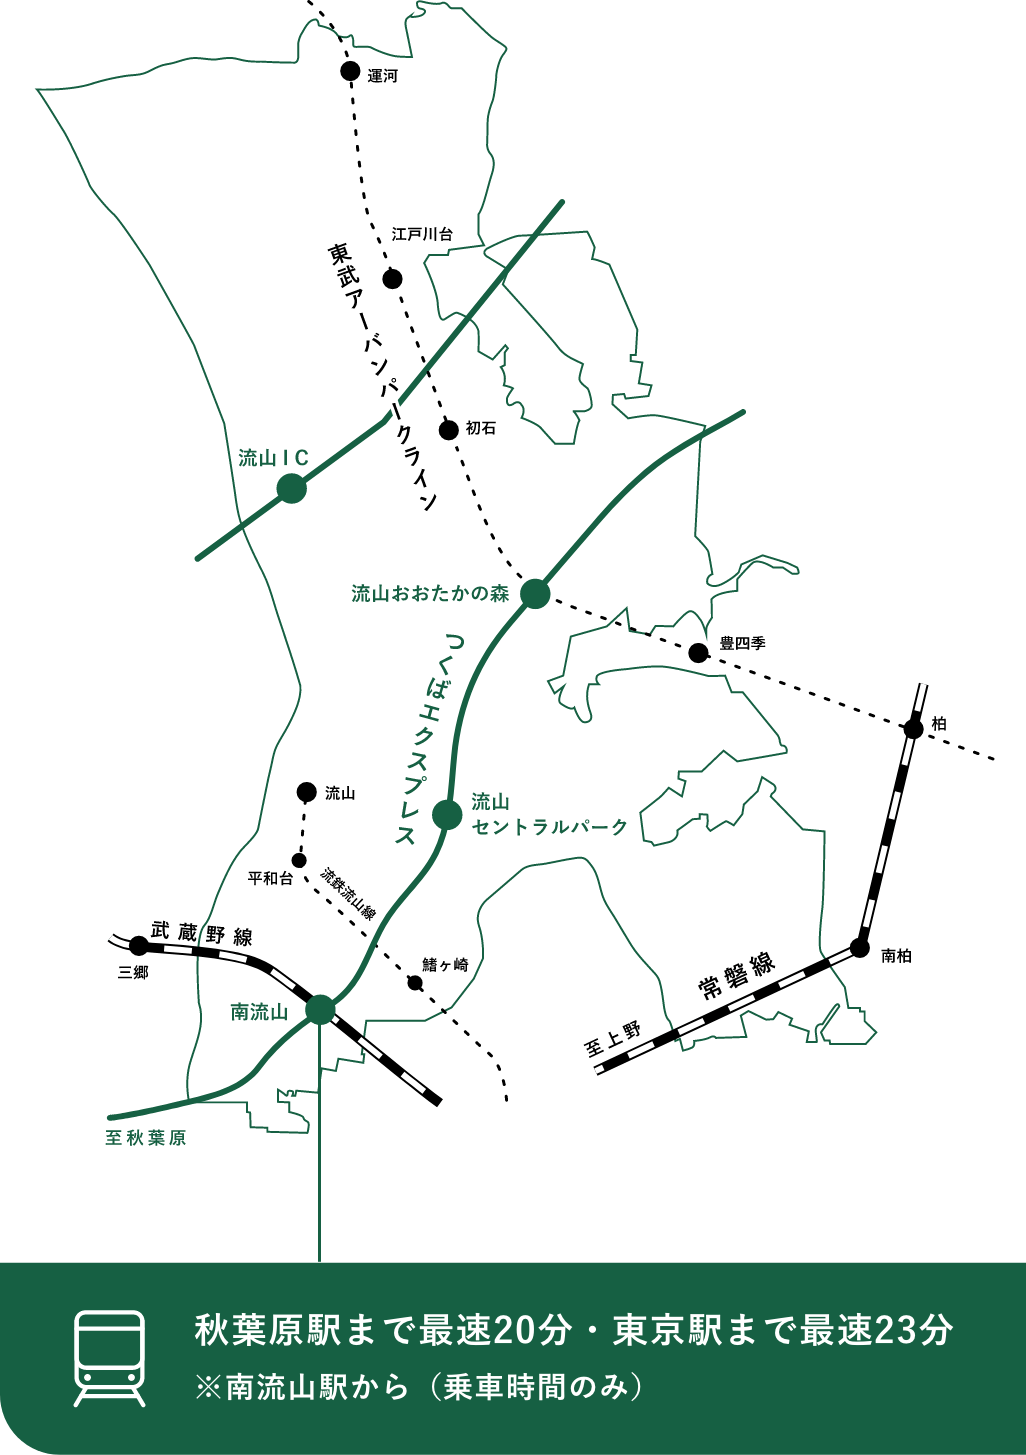 運河
江戸川台
東武アーバンパークライン
初石
流山IC
流山おおたかの森
豊四季
つくばエクスプレス
柏
流山
流山
セントラルパーク
平和台
流鉄流山線
武蔵野線
三郷
鰭ヶ崎
南柏
常磐線
南流山
至上野
至秋葉原
秋葉原駅まで最速20分・東京駅まで最速23分
※南流山駅から（乗車時間のみ）